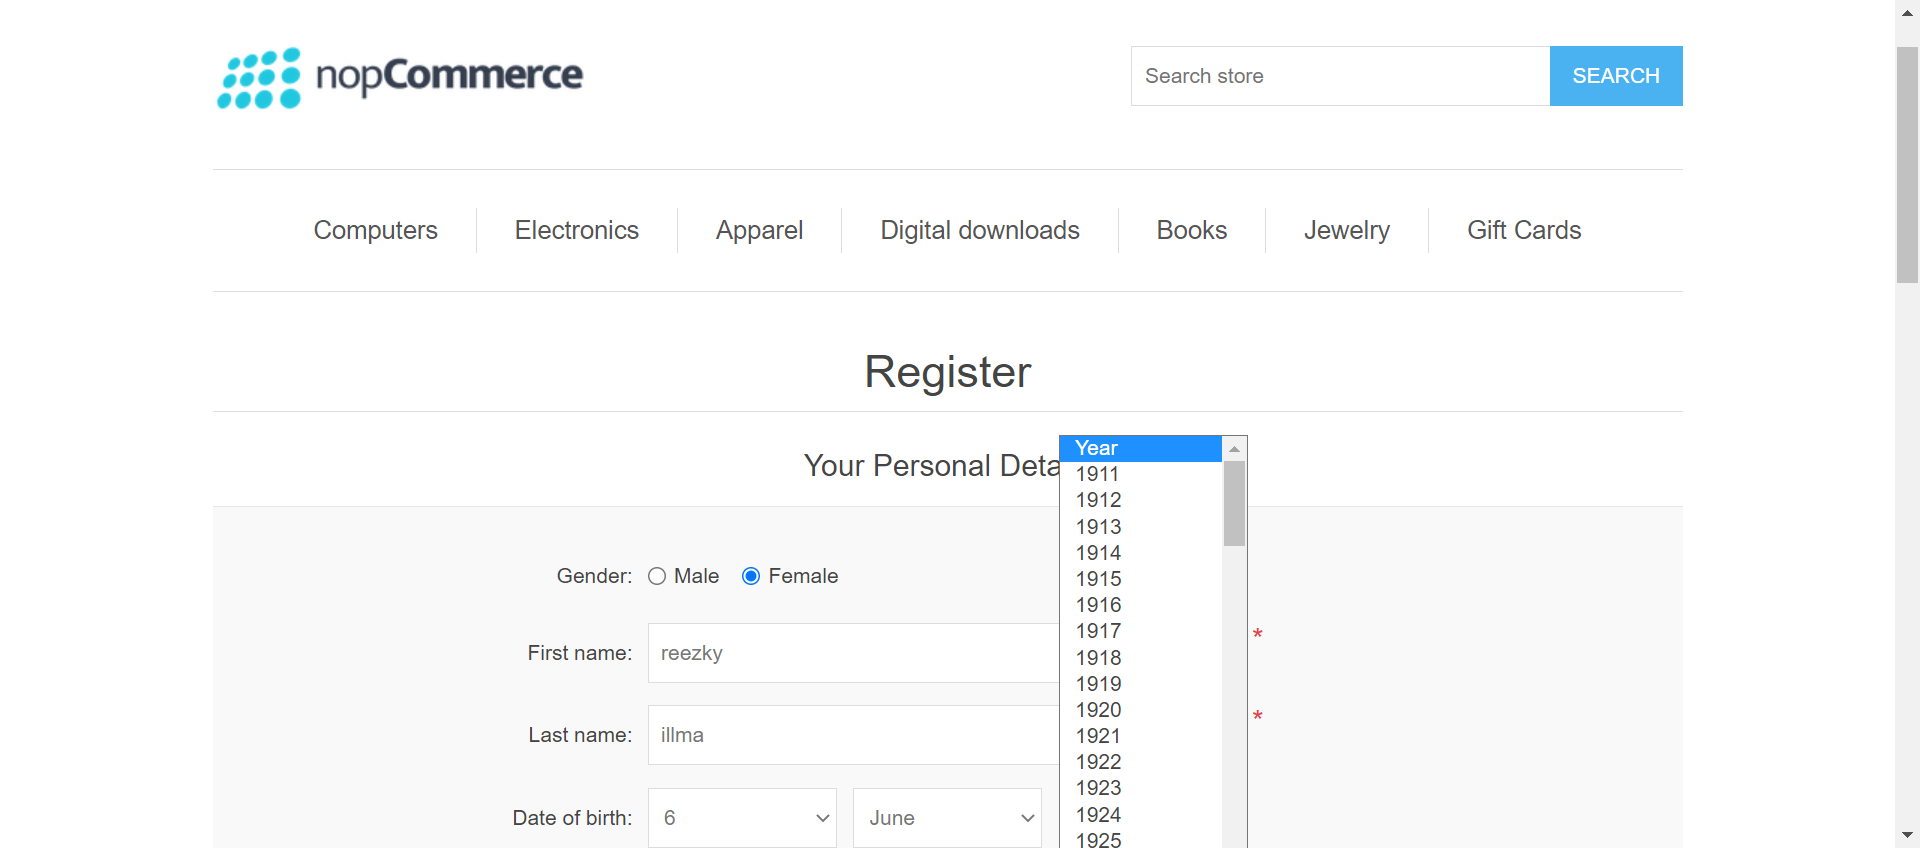 nopCommerce
Search store
SEARCH
Computers
Electronics
Apparel
Digital downloads
Books
Jewelry
Gift Cards
Register
Your Personal Deta
Gender:
Male
Female
First name:
reezky
*
Last name:
illma
*
Date of birth:
6
June
Year
1911
1912
1913
1914
1915
1916
1917
1918
1919
1920
1921
1922
1923
1924
1925